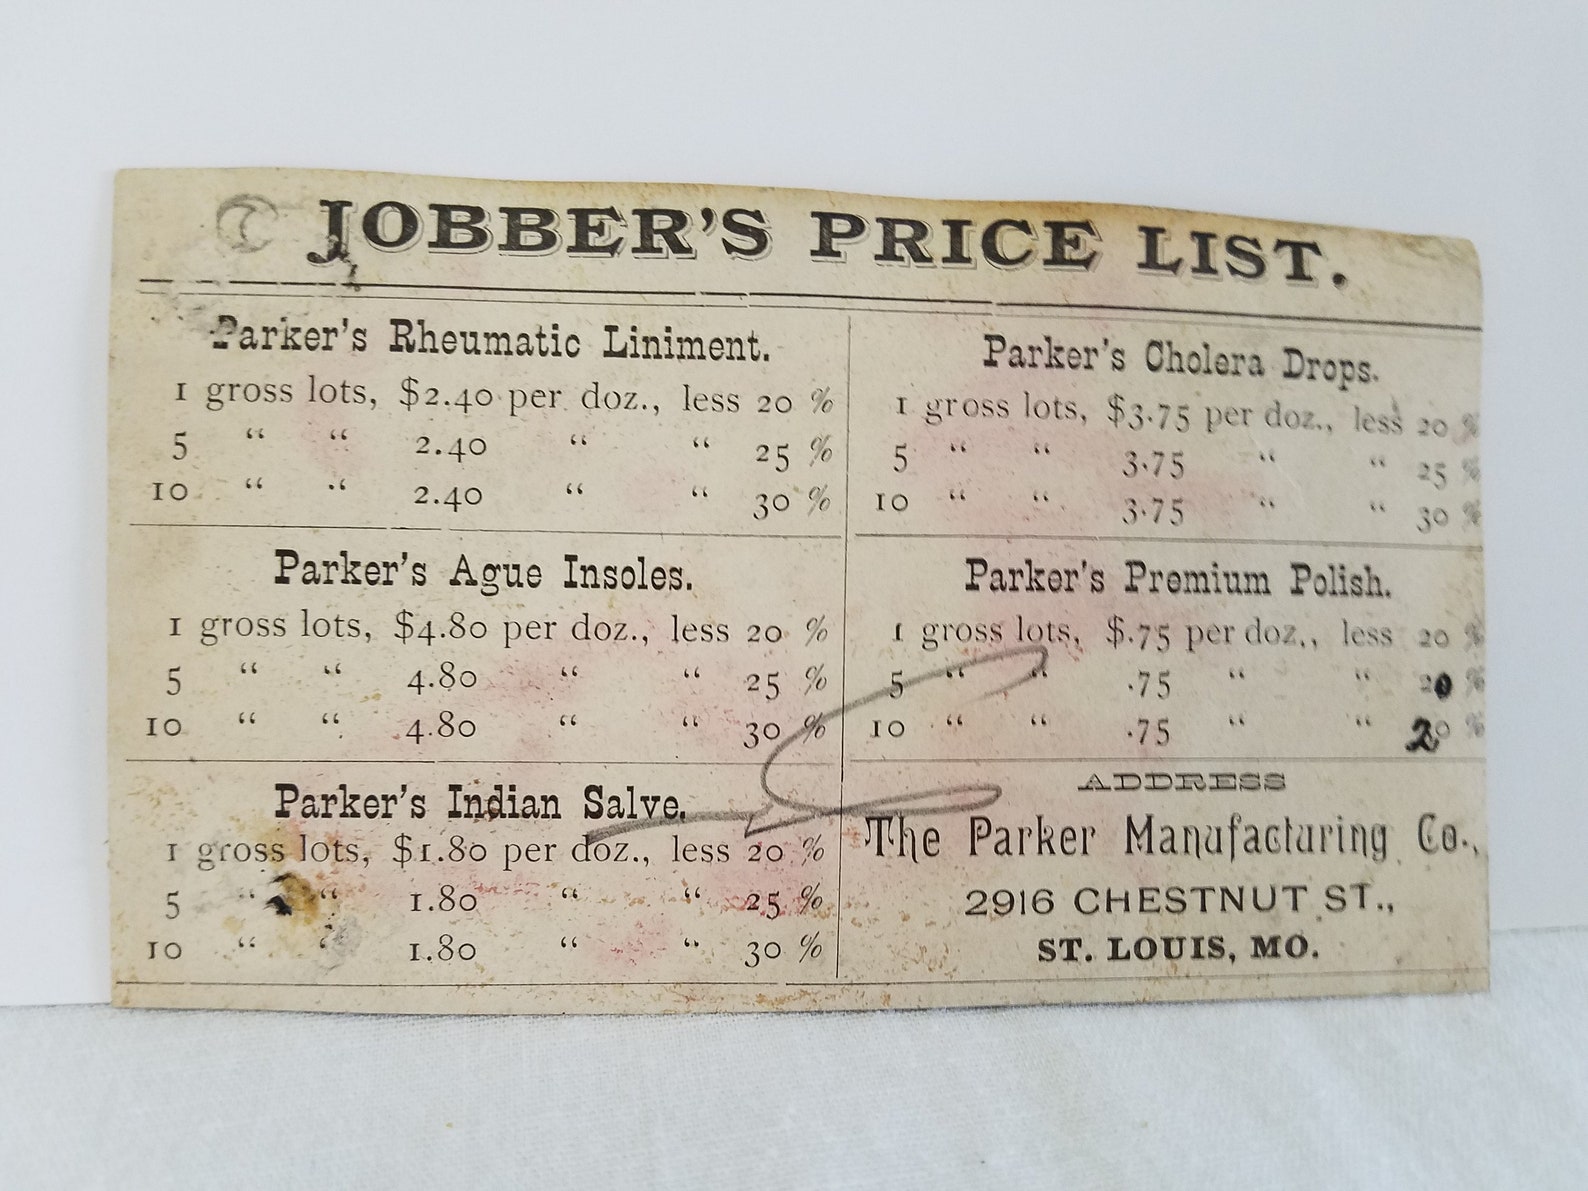 JOBBER'S PRICE LIST.
Parker's Rheumatic Liniment.
1 gross lots, $2.40 per doz., less 20 %
5 “ “ 2.40 “ “ 25 %
10 “ “ 2.40 “ “ 30 %
Parker's Ague Insoles.
1 gross lots, $4.80 per doz., less 20 %
5 “ “ 4.80 “ “ 25 %
10 “ “ 4.80 “ “ 30 %
Parker's Indian Salve.
1 gross lots, $1.80 per doz., less 20 %
5 “ “ 1.80 “ “ 25 %
10 “ “ 1.80 “ “ 30 %
Parker's Cholera Drops.
1 gross lots, $3.75 per doz., less 20 %
5 “ “ 3.75 “ “ 25 %
10 “ “ 3.75 “ “ 30 %
Parker's Premium Polish.
1 gross lots, $.75 per doz., less 20 %
5 “ “ .75 “ “ 20 %
10 “ “ .75 “ “ 20 %
ADDRESS
The Parker Manufacturing Co.,
2916 CHESTNUT ST.,
ST. LOUIS, MO.